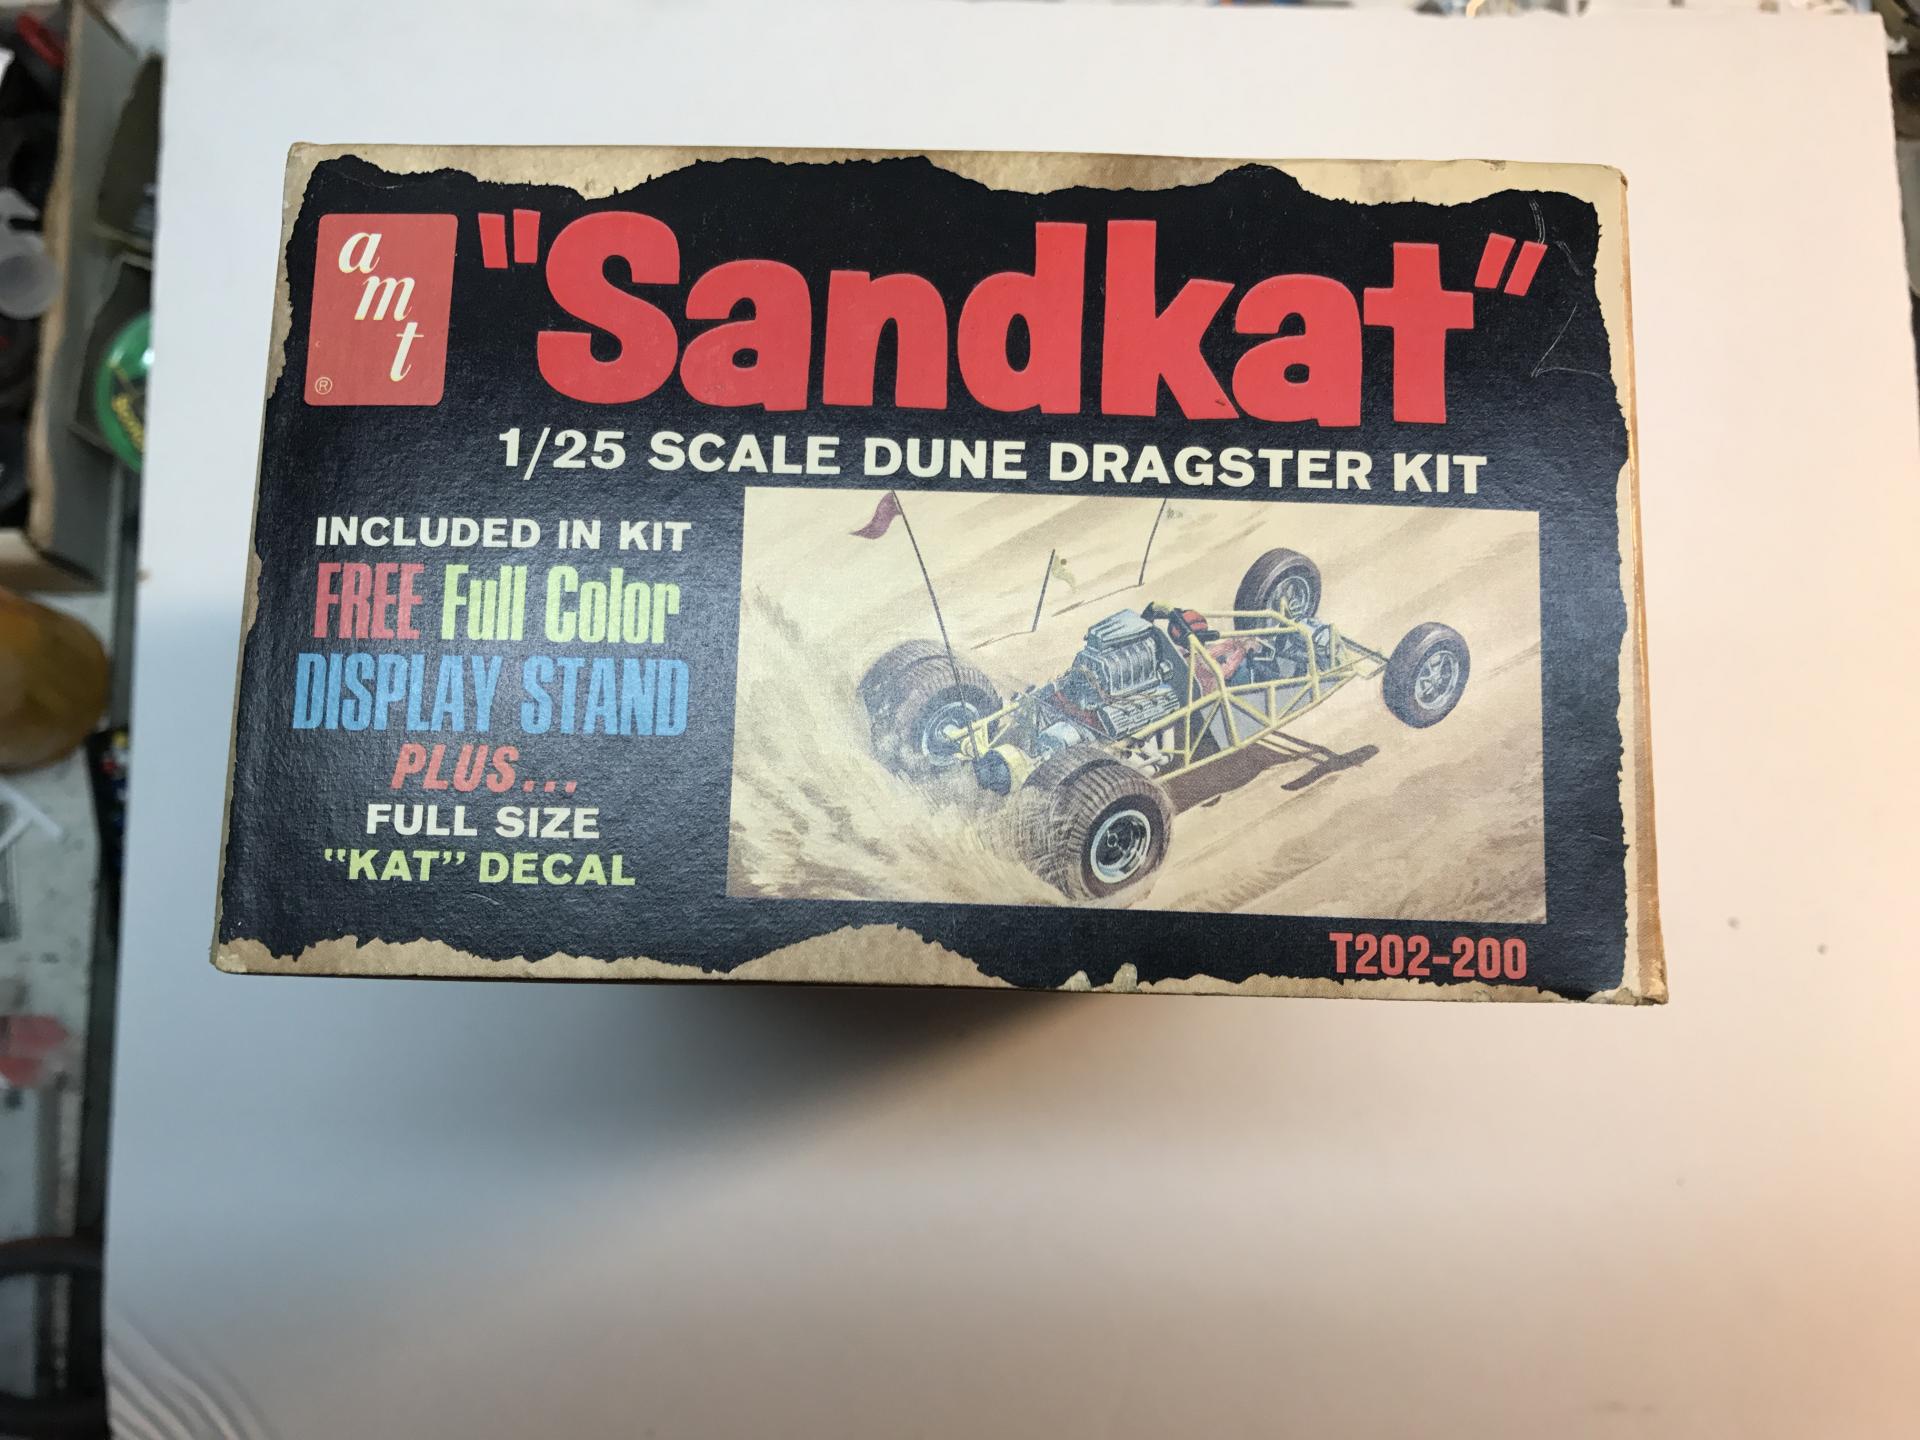 amt
®
"Sandkat"
1/25 SCALE DUNE DRAGSTER KIT
INCLUDED IN KIT
FREE Full Color
DISPLAY STAND
PLUS...
FULL SIZE
"KAT" DECAL
T202-200